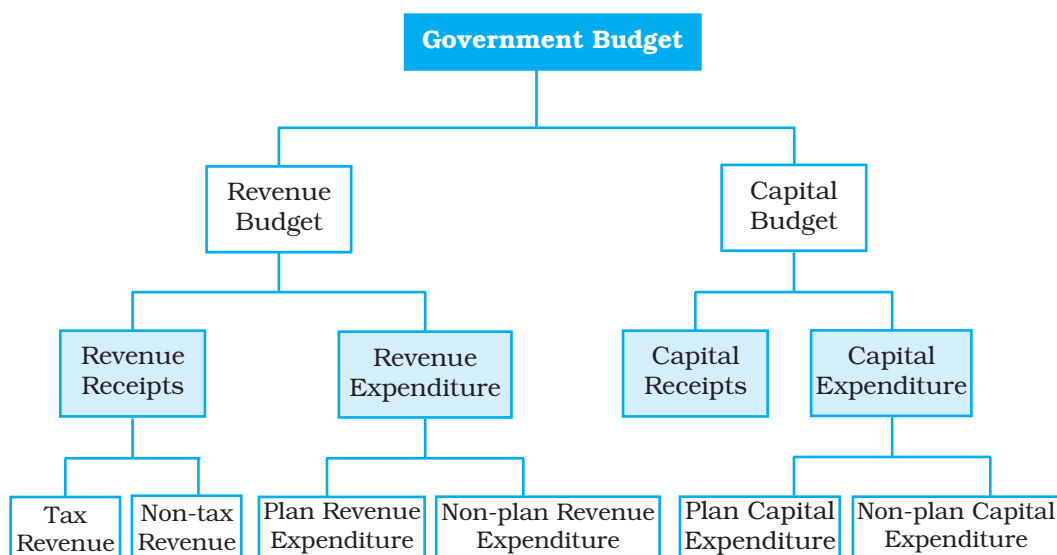 Government Budget
Revenue
Budget
Capital
Budget
Revenue
Receipts
Revenue
Expenditure
Capital
Receipts
Capital
Expenditure
Tax
Revenue
Non-tax
Revenue
Plan Revenue
Expenditure
Non-plan Revenue
Expenditure
Plan Capital
Expenditure
Non-plan Capital
Expenditure